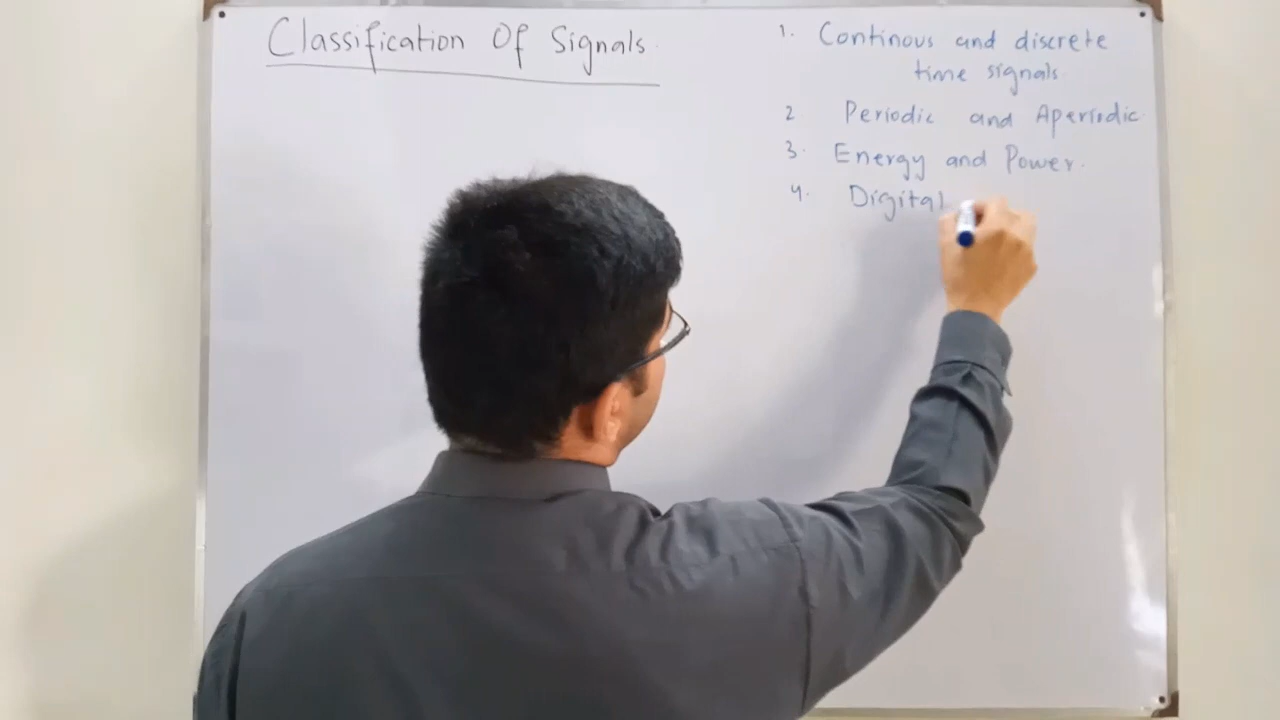 Classification Of Signals.
1. Continous and discrete
time signals.
2. Periodic and Aperiodic.
3. Energy and Power.
4. Digital